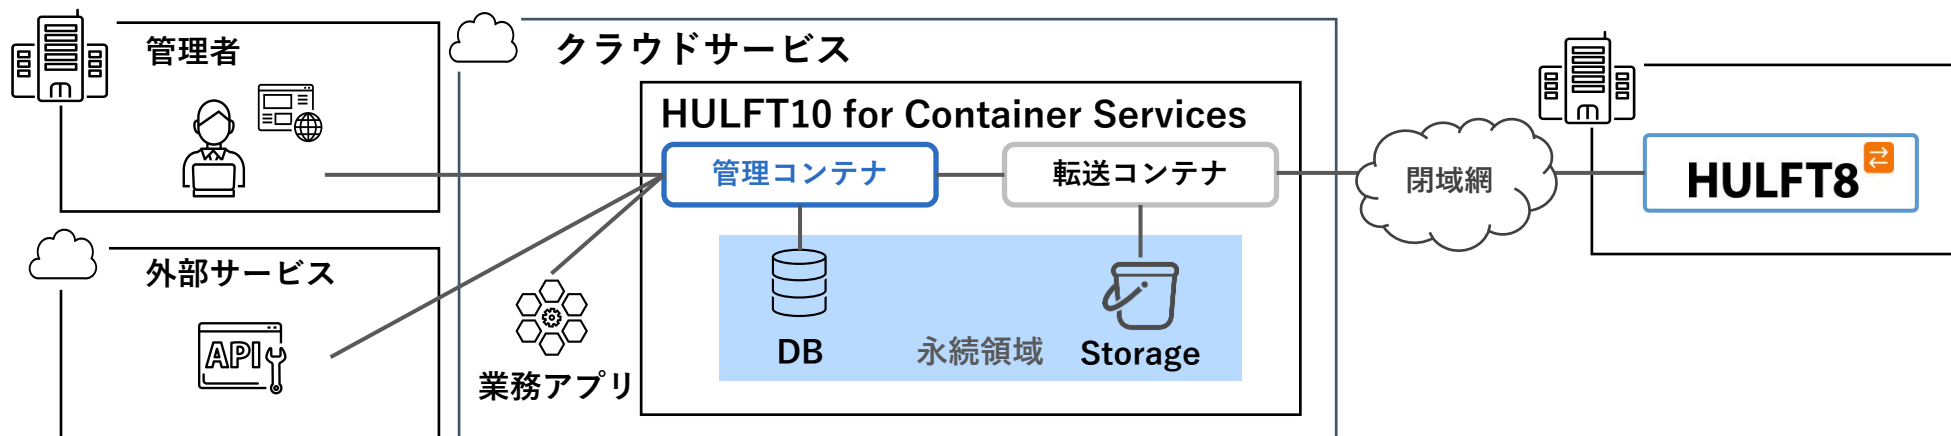 管理者
クラウドサービス
HULFT10 for Container Services
管理コンテナ
転送コンテナ
閉域網
HULFT8
外部サービス
API
業務アプリ
DB
永続領域
Storage